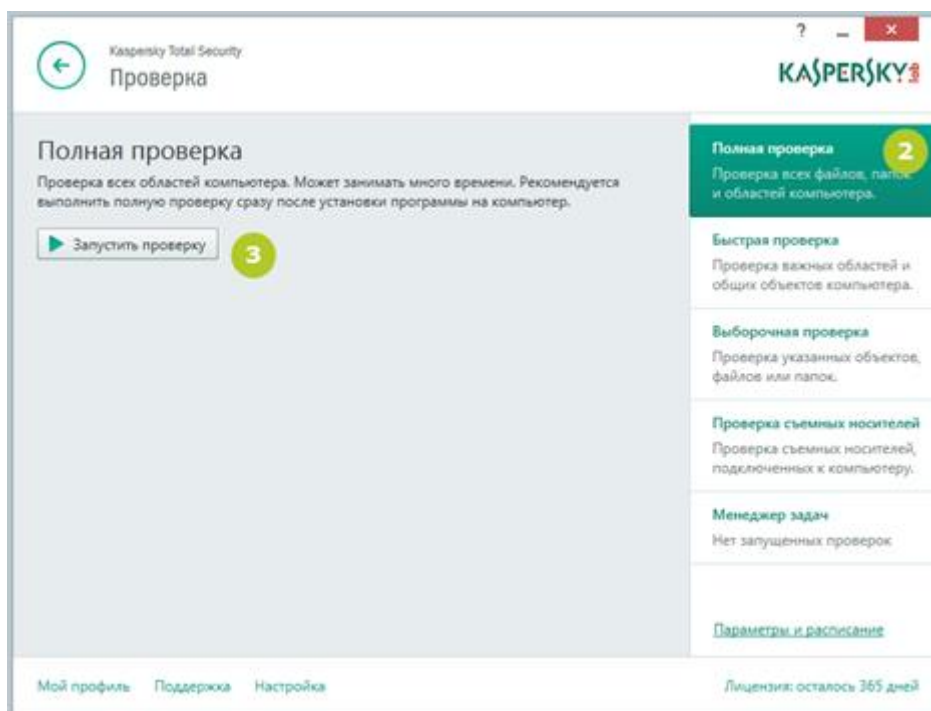 Kaspersky Total Security
Проверка
? _ ×
KASPERSKY lab
Полная проверка
Проверка всех областей компьютера. Может занимать много времени. Рекомендуется
выполнить полную проверку сразу после установки программы на компьютер.
Запустить проверку
3
Полная проверка
2
Проверка всех файлов, папок
и областей компьютера.
Быстрая проверка
Проверка важных областей и
общих объектов компьютера.
Выборочная проверка
Проверка указанных объектов,
файлов или папок.
Проверка съемных носителей
Проверка съемных носителей,
подключенных к компьютеру.
Менеджер задач
Нет запущенных проверок
Параметры и расписание
Мой профиль Поддержка Настройка
Лицензия: осталось 365 дней